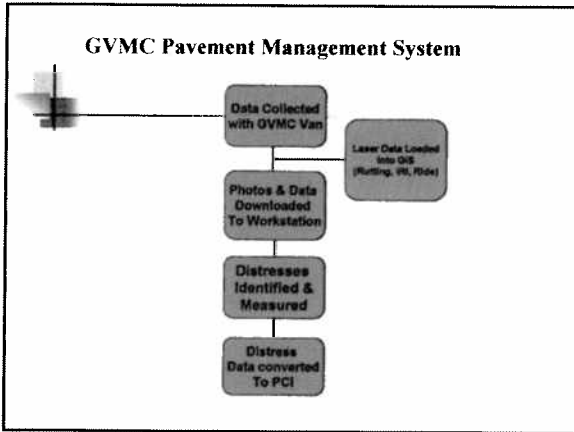 GVMC Pavement Management System
Data Collected
with GVMC Van
Laser Data Loaded
Into GIS
(Rutting, IRI, Ride)
Photos & Data
Downloaded
To Workstation
Distresses
Identified &
Measured
Distress
Data converted
To PCI